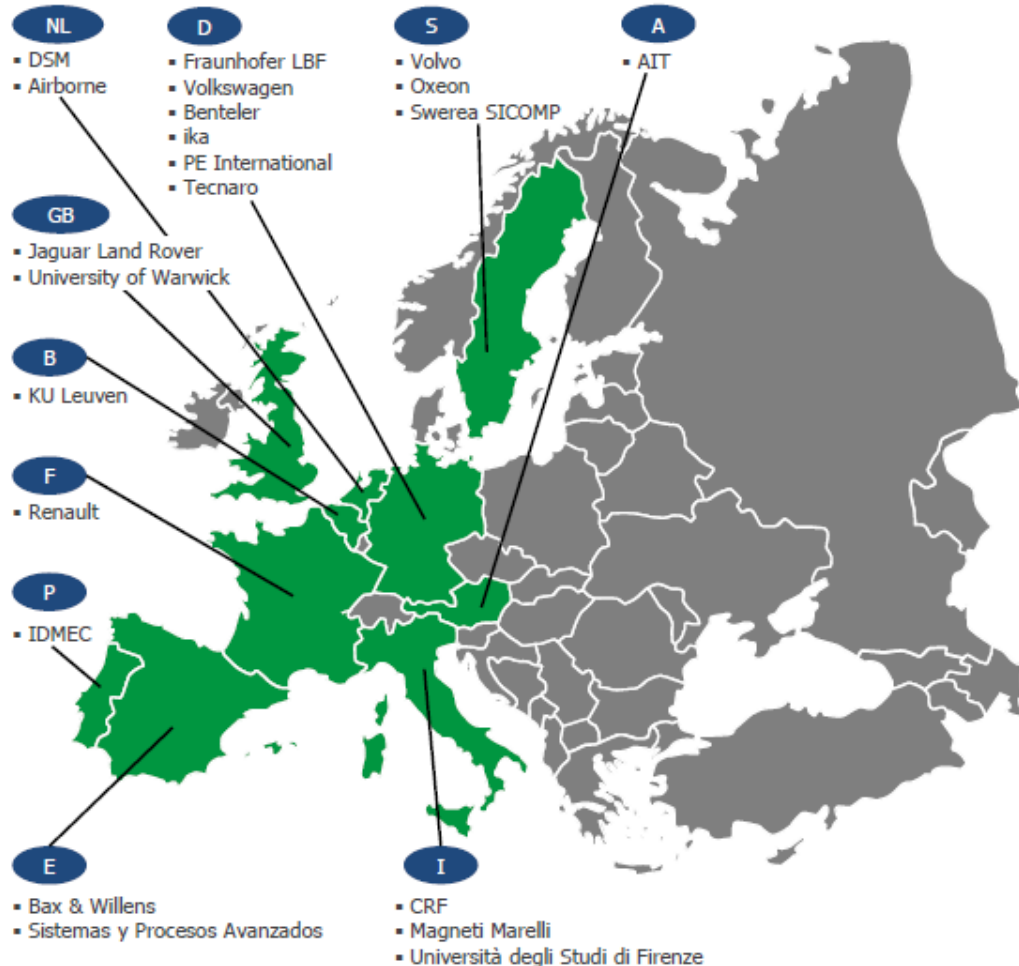 NL
▪ DSM
▪ Airborne
D
▪ Fraunhofer LBF
▪ Volkswagen
▪ Benteler
▪ ika
▪ PE International
▪ Tecnaro
S
▪ Volvo
▪ Oxeon
▪ Swerea SICOMP
A
▪ AIT
GB
▪ Jaguar Land Rover
▪ University of Warwick
B
▪ KU Leuven
F
▪ Renault
P
▪ IDMEC
E
▪ Bax & Willens
▪ Sistemas y Procesos Avanzados
I
▪ CRF
▪ Magneti Marelli
▪ Università degli Studi di Firenze